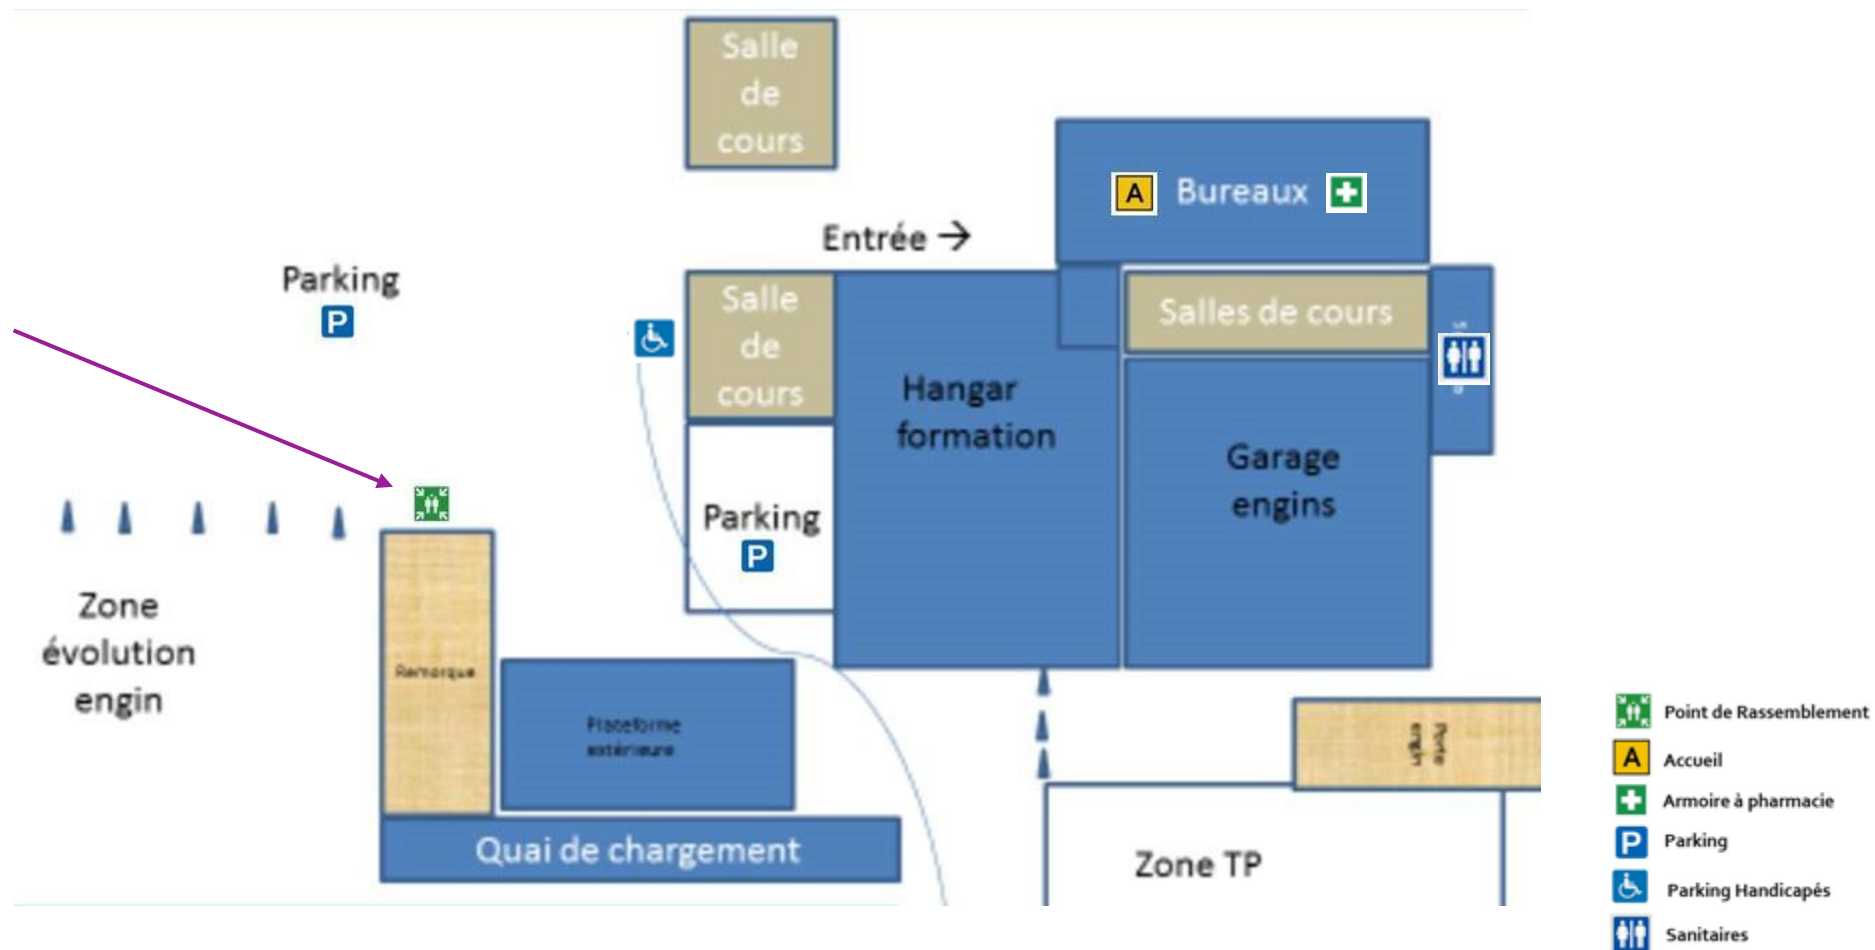 Salle
de
cours
A Bureaux
Entrée →
Parking
P
Salle
de
cours
Salles de cours
Hangar
formation
Garage
engins
Parking
P
Zone
évolution
engin
Remorque
Plateforme
extérieure
Porte
engin
Quai de chargement
Zone TP
Point de Rassemblement
A Accueil
Armoire à pharmacie
P Parking
Parking Handicapés
Sanitaires